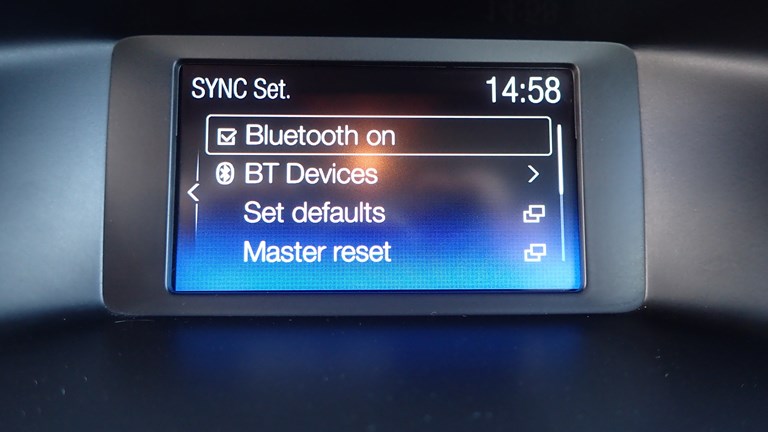 SYNC Set. 14:58
Bluetooth on
BT Devices
Set defaults
Master reset